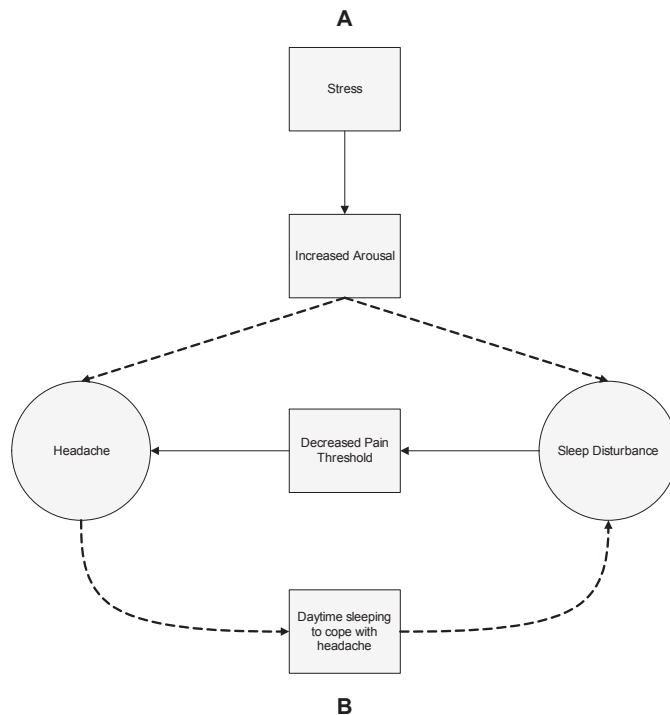 A
Stress
Increased Arousal
Headache
Decreased Pain
Threshold
Sleep Disturbance
Daytime sleeping
to cope with
headache
B